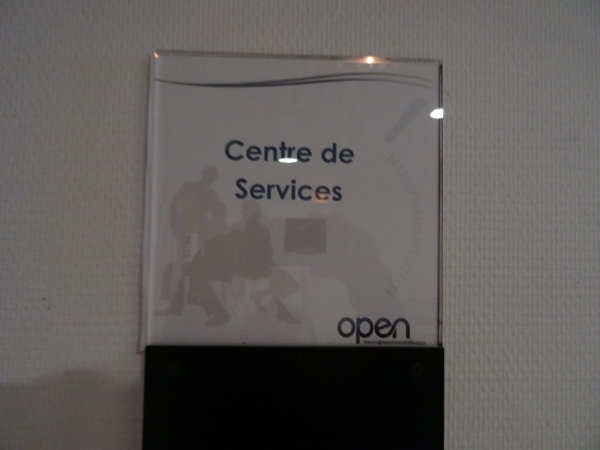 Centre de
Services
open